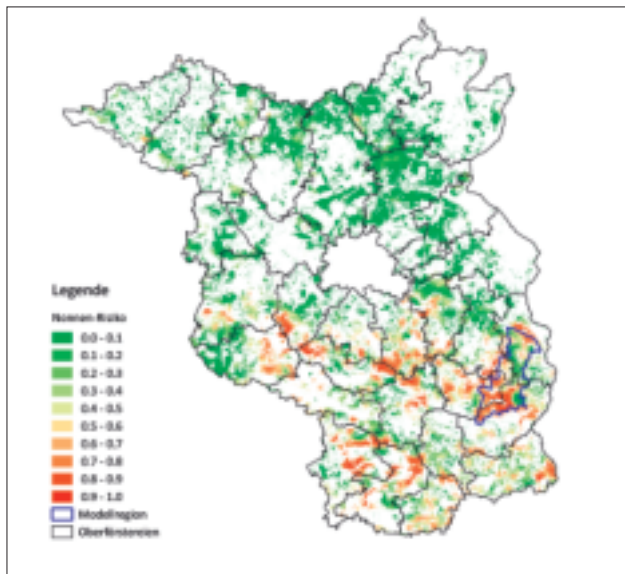 Legende
Nonnen-Risiko
0.0 - 0.1
0.1 - 0.2
0.2 - 0.3
0.3 - 0.4
0.4 - 0.5
0.5 - 0.6
0.6 - 0.7
0.7 - 0.8
0.8 - 0.9
0.9 - 1.0
Modellregion
Oberförstereien